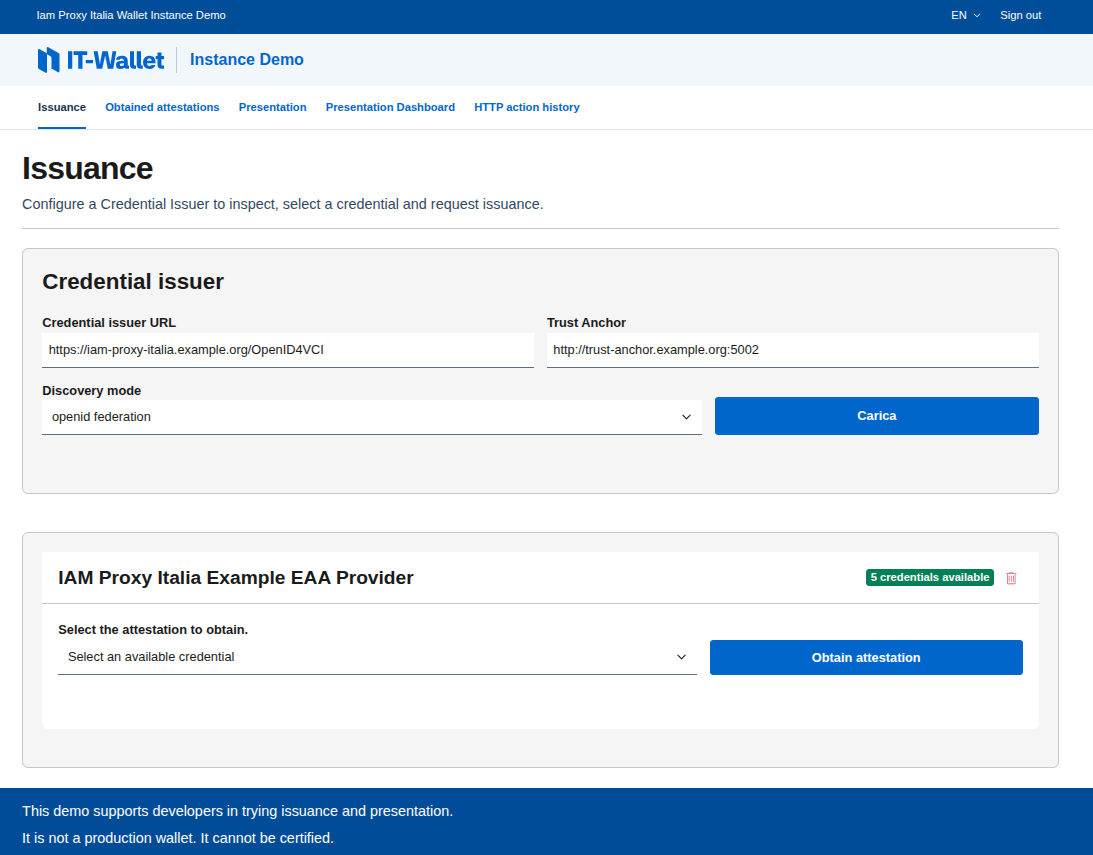 Iam Proxy Italia Wallet Instance Demo
EN
Sign out
IT-Wallet
Instance Demo
Issuance
Obtained attestations
Presentation
Presentation Dashboard
HTTP action history
Issuance
Configure a Credential Issuer to inspect, select a credential and request issuance.
Credential issuer
Credential issuer URL
Trust Anchor
https://iam-proxy-italia.example.org/OpenID4VCI
http://trust-anchor.example.org:5002
Discovery mode
openid federation
Carica
IAM Proxy Italia Example EAA Provider
5 credentials available
Select the attestation to obtain.
Select an available credential
Obtain attestation
This demo supports developers in trying issuance and presentation.
It is not a production wallet. It cannot be certified.